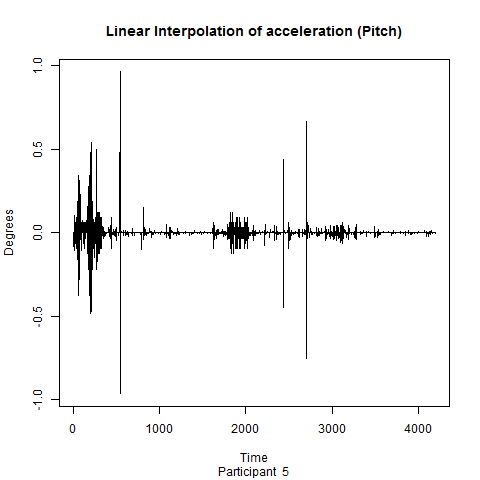 Linear Interpolation of acceleration (Pitch)
1.0
0.5
0.0
-0.5
-1.0
Degrees
0 1000 2000 3000 4000
Time
Participant 5